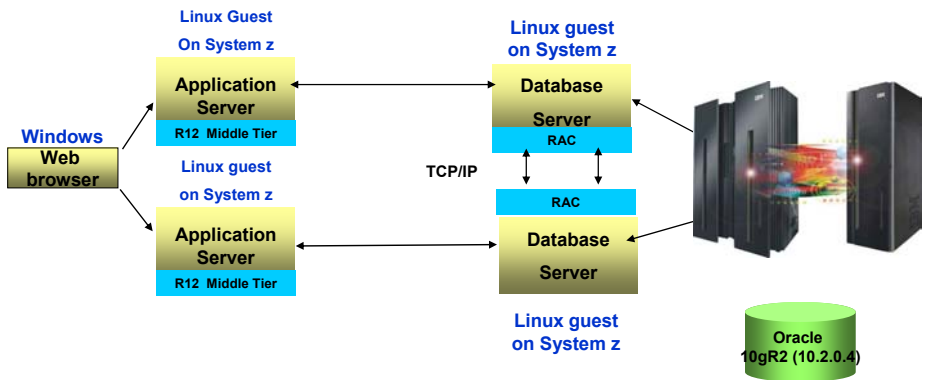 Linux Guest
On System z
Application
Server
R12 Middle Tier
Linux guest
on System z
Database
Server
RAC
Windows
Web
browser
TCP/IP
Linux guest
on System z
Application
Server
R12 Middle Tier
RAC
Database
Server
Linux guest
on System z
IBM
IBM
Oracle
10gR2 (10.2.0.4)